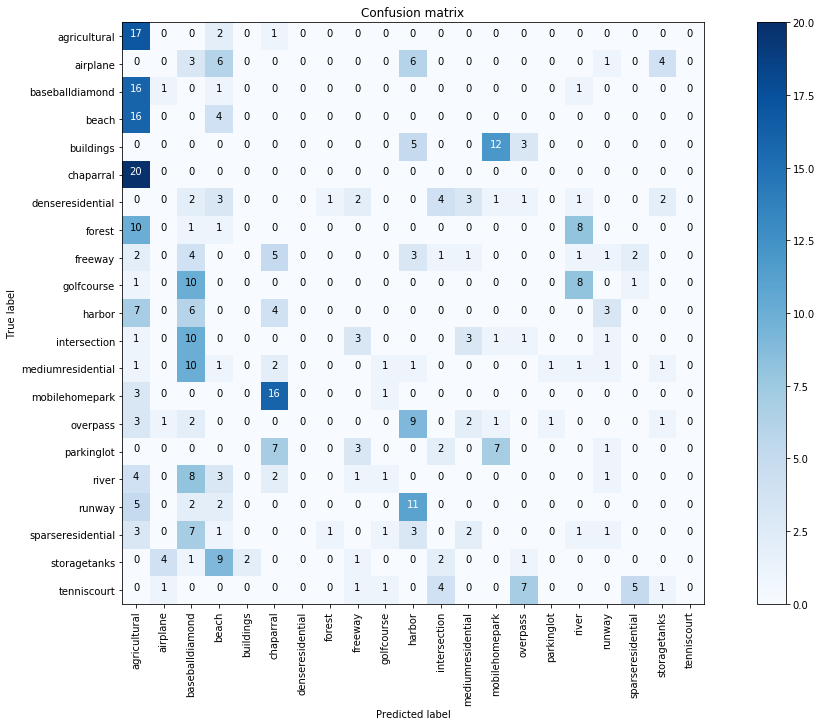 Confusion matrix
agricultural 17 0 0 2 0 1 0 0 0 0 0 0 0 0 0 0 0 0 0 0 0
airplane 0 0 3 6 0 0 0 0 0 0 6 0 0 0 0 0 0 1 0 4 0
baseballdiamond 16 1 0 1 0 0 0 0 0 0 0 0 0 0 0 0 1 0 0 0 0
beach 16 0 0 4 0 0 0 0 0 0 0 0 0 0 0 0 0 0 0 0 0
buildings 0 0 0 0 0 0 0 0 0 0 5 0 0 12 3 0 0 0 0 0 0
chaparral 20 0 0 0 0 0 0 0 0 0 0 0 0 0 0 0 0 0 0 0 0
denseresidential 0 0 2 3 0 0 0 1 2 0 0 4 3 1 1 0 1 0 0 2 0
forest 10 0 1 1 0 0 0 0 0 0 0 0 0 0 0 0 8 0 0 0 0
freeway 2 0 4 0 0 5 0 0 0 0 3 1 1 0 0 0 1 1 2 0 0
golfcourse 1 0 10 0 0 0 0 0 0 0 0 0 0 0 0 0 8 0 1 0 0
harbor 7 0 6 0 0 4 0 0 0 0 0 0 0 0 0 0 0 3 0 0 0
intersection 1 0 10 0 0 0 0 0 3 0 0 0 3 1 1 0 0 1 0 0 0
mediumresidential 1 0 10 1 0 2 0 0 0 1 1 0 0 0 0 1 1 1 0 1 0
mobilehomepark 3 0 0 0 0 16 0 0 0 1 0 0 0 0 0 0 0 0 0 0 0
overpass 3 1 2 0 0 0 0 0 0 0 9 0 2 1 0 1 0 0 0 1 0
parkinglot 0 0 0 0 0 7 0 0 3 0 0 2 0 7 0 0 0 1 0 0 0
river 4 0 8 3 0 2 0 0 1 1 0 0 0 0 0 0 0 1 0 0 0
runway 5 0 2 2 0 0 0 0 0 0 11 0 0 0 0 0 0 0 0 0 0
sparseresidential 3 0 7 1 0 0 0 1 0 1 3 0 2 0 0 0 1 1 0 0 0
storagetanks 0 4 1 9 2 0 0 0 1 0 0 2 0 0 1 0 0 0 0 0 0
tenniscourt 0 1 0 0 0 0 0 0 1 1 0 4 0 0 7 0 0 0 5 1 0
True label
agricultural
airplane
baseballdiamond
beach
buildings
chaparral
denseresidential
forest
freeway
golfcourse
harbor
intersection
mediumresidential
mobilehomepark
overpass
parkinglot
river
runway
sparseresidential
storagetanks
tenniscourt
Predicted label
20.0
17.5
15.0
12.5
10.0
7.5
5.0
2.5
0.0